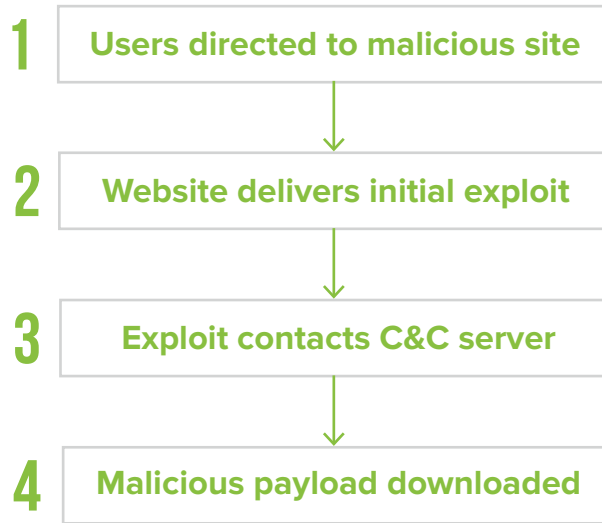 1 Users directed to malicious site
2 Website delivers initial exploit
3 Exploit contacts C&C server
4 Malicious payload downloaded